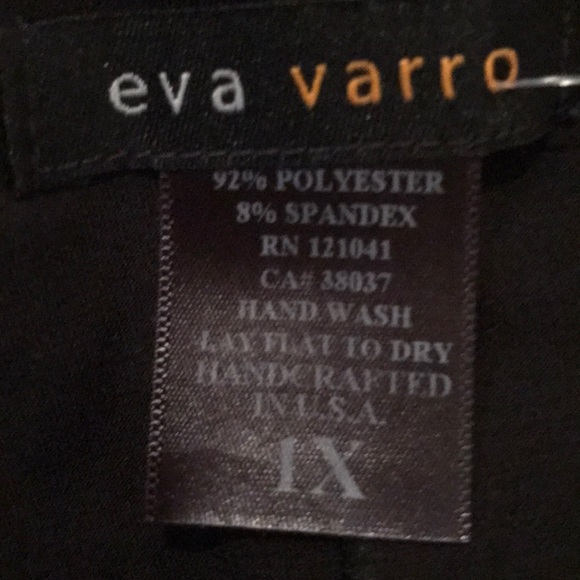 eva varro
92% POLYESTER
8% SPANDEX
RN 121041
CA# 38037
HAND WASH
LAY FLAT TO DRY
HANDCRAFTED
IN U.S.A.
1X